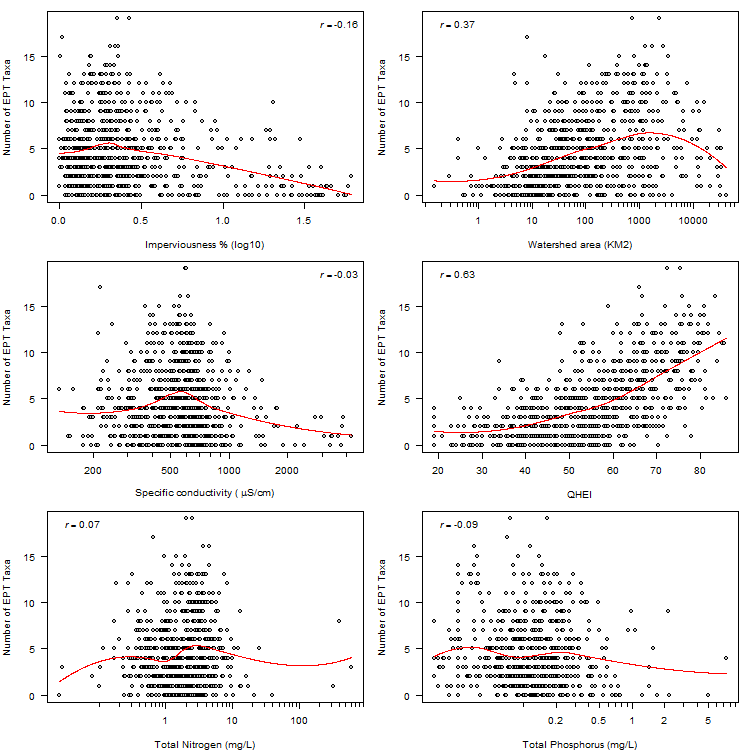 r = -0.16
Number of EPT Taxa
15
10
5
0
0.0 0.5 1.0 1.5
Imperviousness % (log10)
r = 0.37
Number of EPT Taxa
15
10
5
0
1 10 100 1000 10000
Watershed area (KM2)
r = -0.03
Number of EPT Taxa
15
10
5
0
200 500 1000 2000
Specific conductivity ( µS/cm)
r = 0.63
Number of EPT Taxa
15
10
5
0
20 30 40 50 60 70 80
QHEI
r = 0.07
Number of EPT Taxa
15
10
5
0
1 10 100
Total Nitrogen (mg/L)
r = -0.09
Number of EPT Taxa
15
10
5
0
0.2 0.5 1 2 5
Total Phosphorus (mg/L)